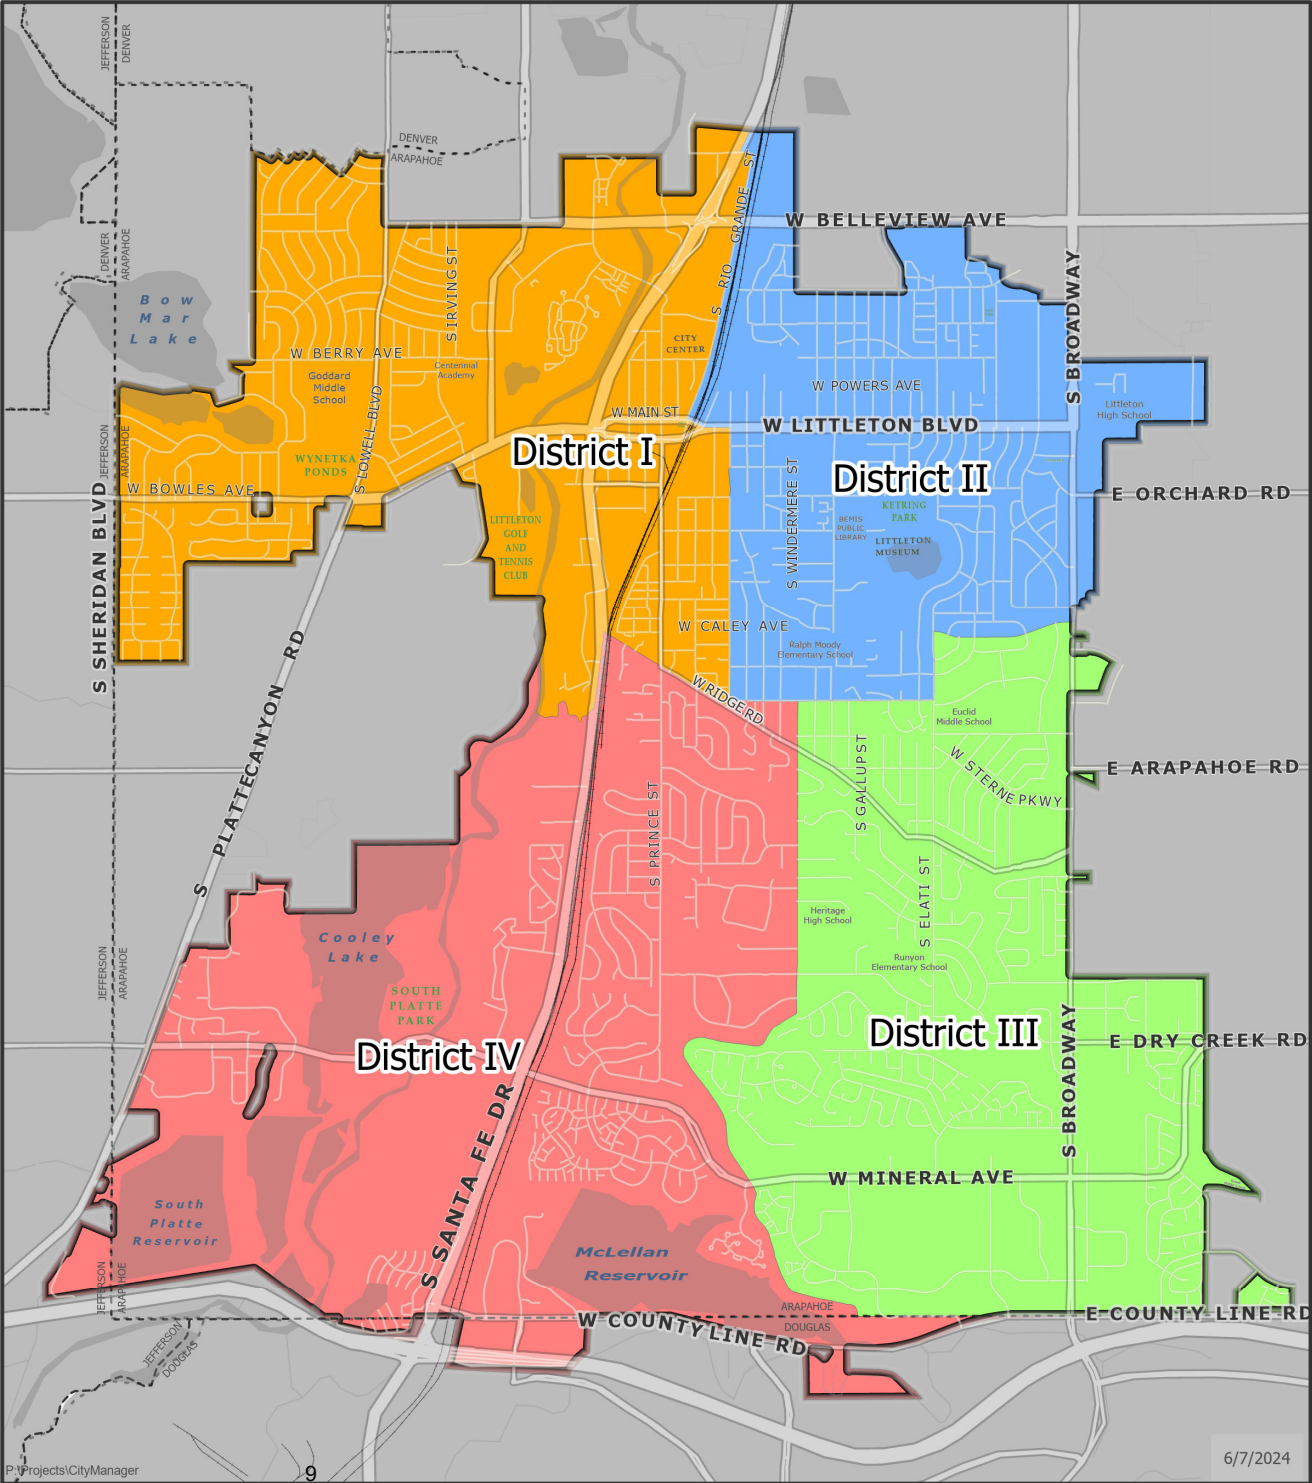 JEFFERSON
DENVER
DENVER
ARAPAHOE
W BELLEVIEW AVE
S RIO GRANDE ST
DENVER
ARAPAHOE
S IRVING ST
S BROADWAY
Bow
Mar
Lake
W BERRY AVE
Goddard
Middle
School
Centennial
Academy
CITY
CENTER
W POWERS AVE
Littleton
High School
S LOWELL BLVD
W MAIN ST
W LITTLETON BLVD
JEFFERSON
ARAPAHOE
WYNETKA
PONDS
District I
District II
W BOWLES AVE
E ORCHARD RD
S SHERIDAN BLVD
LITTLETON
GOLF
AND
TENNIS
CLUB
S WINDERMERE ST
KETRING
PARK
BEMIS
PUBLIC
LIBRARY
LITTLETON
MUSEUM
W CALEY AVE
Ralph Moody
Elementary School
S PLATTECANYON RD
W RIDGE RD
Euclid
Middle School
S GALLUP ST
W STERNE PKWY
E ARAPAHOE RD
S PRINCE ST
S ELATI ST
Heritage
High School
Runyon
Elementary School
Cooley
Lake
JEFFERSON
ARAPAHOE
SOUTH
PLATTE
PARK
District III
District IV
E DRY CREEK RD
S BROADWAY
S SANTA FE DR
W MINERAL AVE
South
Platte
Reservoir
McLellan
Reservoir
JEFFERSON
ARAPAHOE
ARAPAHOE
DOUGLAS
W COUNTY LINE RD
E COUNTY LINE RD
JEFFERSON
DOUGLAS
P:\Projects\CityManager
9
6/7/2024